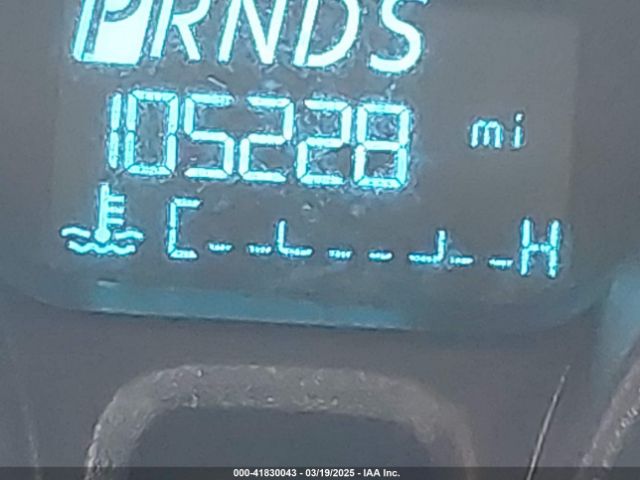 PRNDS
105228 mi
C H
000-41830043 - 03/19/2025 - IAA Inc.